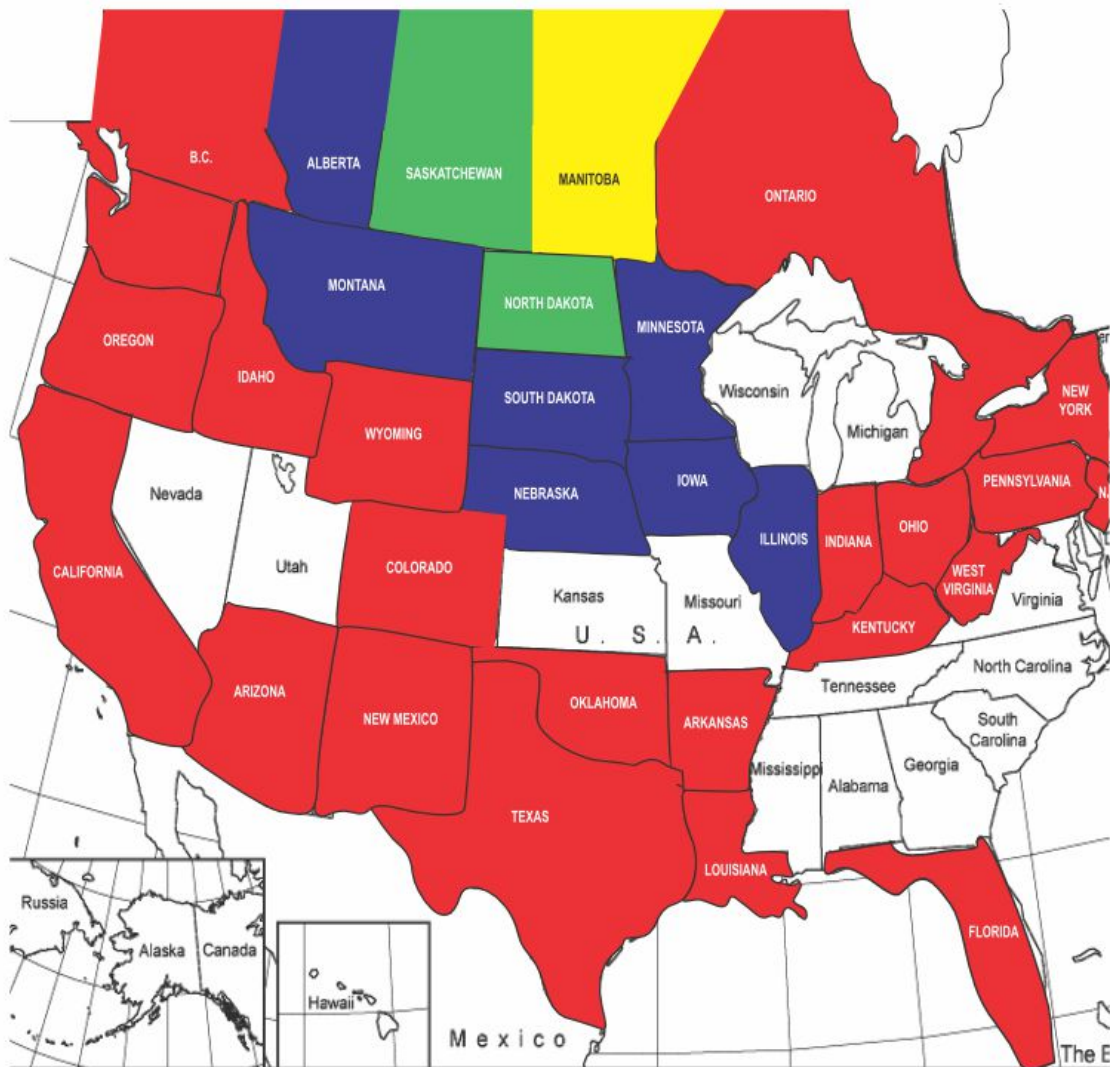 B.C.
ALBERTA
SASKATCHEWAN
MANITOBA
ONTARIO
MONTANA
NORTH DAKOTA
MINNESOTA
OREGON
IDAHO
SOUTH DAKOTA
Wisconsin
NEW
YORK
WYOMING
Michigan
Nevada
NEBRASKA
IOWA
PENNSYLVANIA
N.
ILLINOIS
INDIANA
OHIO
CALIFORNIA
Utah
COLORADO
Kansas
Missouri
WEST
VIRGINIA
Virginia
U. S. A.
KENTUCKY
North Carolina
ARIZONA
NEW MEXICO
OKLAHOMA
ARKANSAS
Tennessee
South
Carolina
Mississippi
Alabama
Georgia
TEXAS
LOUISIANA
Russia
Alaska
Canada
Hawaii
FLORIDA
Mexico
The